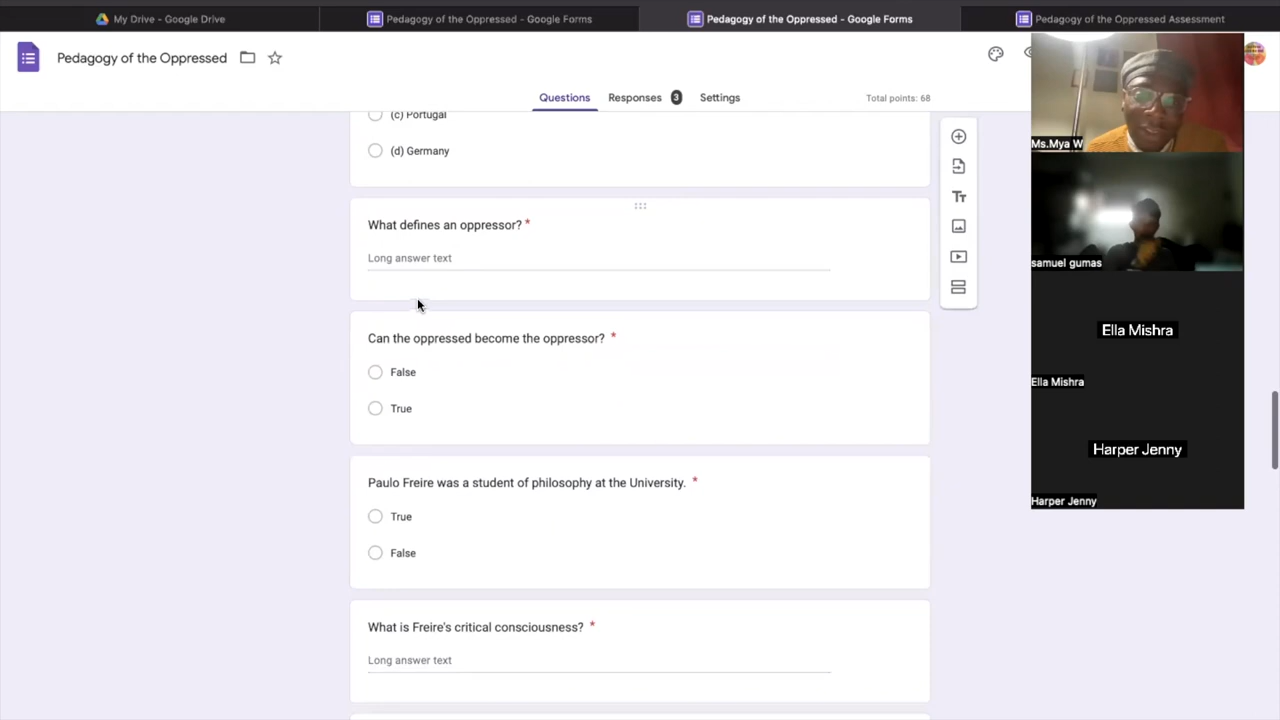 My Drive - Google Drive
Pedagogy of the Oppressed - Google Forms
Pedagogy of the Oppressed - Google Forms
Pedagogy of the Oppressed Assessment
Pedagogy of the Oppressed
Questions
Responses 3
Settings
Total points: 68
(c) Portugal
(d) Germany
What defines an oppressor? *
Long answer text
Can the oppressed become the oppressor? *
False
True
Paulo Freire was a student of philosophy at the University. *
True
False
What is Freire's critical consciousness? *
Long answer text
Tт
Ms.Mya W
samuel gumas
Ella Mishra
Ella Mishra
Harper Jenny
Harper Jenny